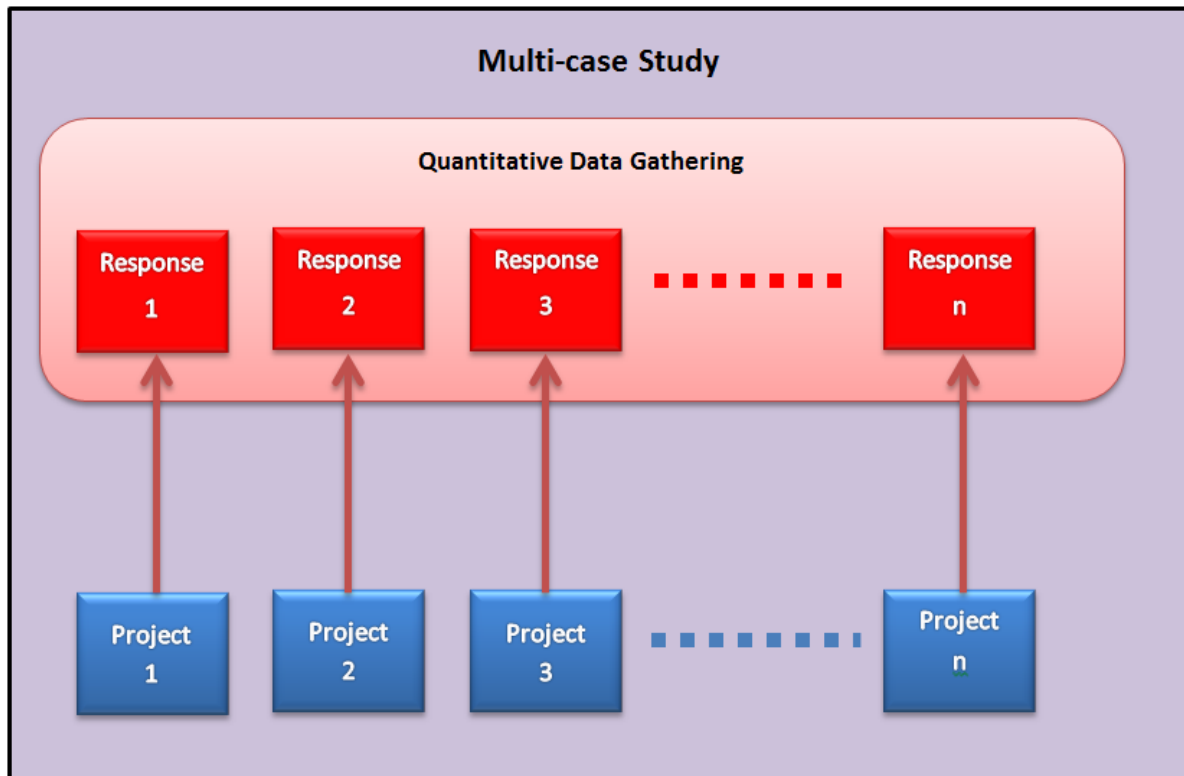 Multi-case Study
Quantitative Data Gathering
Response
1
Response
2
Response
3
Response
n
Project
1
Project
2
Project
3
Project
n